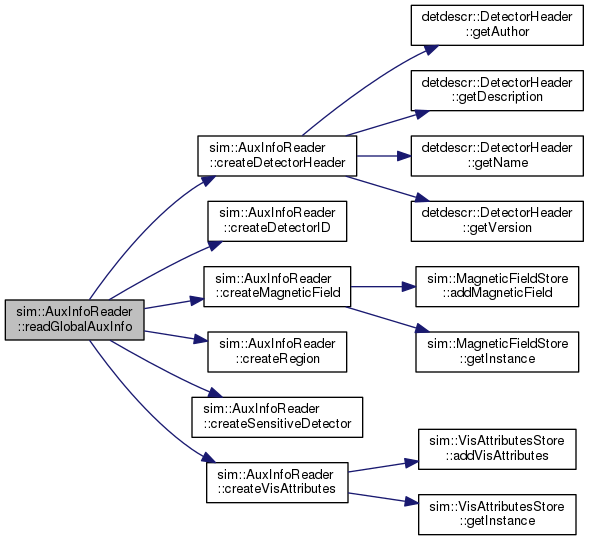 sim::AuxInfoReader
::readGlobalAuxInfo
sim::AuxInfoReader
::createDetectorHeader
detdescr::DetectorHeader
::getAuthor
detdescr::DetectorHeader
::getDescription
detdescr::DetectorHeader
::getName
detdescr::DetectorHeader
::getVersion
sim::AuxInfoReader
::createDetectorID
sim::AuxInfoReader
::createMagneticField
sim::MagneticFieldStore
::addMagneticField
sim::MagneticFieldStore
::getInstance
sim::AuxInfoReader
::createRegion
sim::AuxInfoReader
::createSensitiveDetector
sim::AuxInfoReader
::createVisAttributes
sim::VisAttributesStore
::addVisAttributes
sim::VisAttributesStore
::getInstance